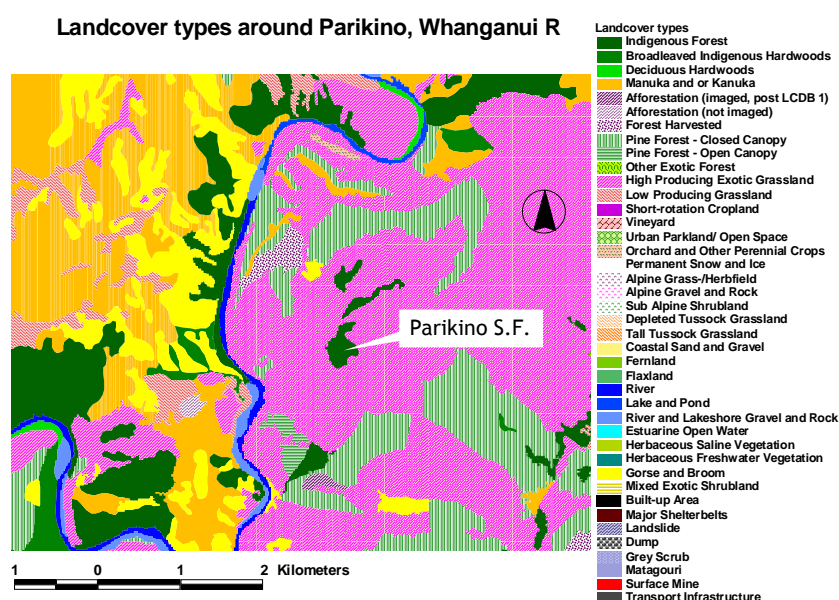 Landcover types around Parikino, Whanganui R
Landcover types
Indigenous Forest
Broadleaved Indigenous Hardwoods
Deciduous Hardwoods
Manuka and or Kanuka
Afforestation (imaged, post LCDB 1)
Afforestation (not imaged)
Forest Harvested
Pine Forest - Closed Canopy
Pine Forest - Open Canopy
Other Exotic Forest
High Producing Exotic Grassland
Low Producing Grassland
Short-rotation Cropland
Vineyard
Urban Parkland/ Open Space
Orchard and Other Perennial Crops
Permanent Snow and Ice
Alpine Grass-/Herbfield
Alpine Gravel and Rock
Sub Alpine Shrubland
Depleted Tussock Grassland
Tall Tussock Grassland
Coastal Sand and Gravel
Fernland
Flaxland
River
Lake and Pond
River and Lakeshore Gravel and Rock
Estuarine Open Water
Herbaceous Saline Vegetation
Herbaceous Freshwater Vegetation
Gorse and Broom
Mixed Exotic Shrubland
Built-up Area
Major Shelterbelts
Landslide
Dump
Grey Scrub
Matagouri
Surface Mine
Transport Infrastructure
Parikino S.F.
1 0 1 2 Kilometers